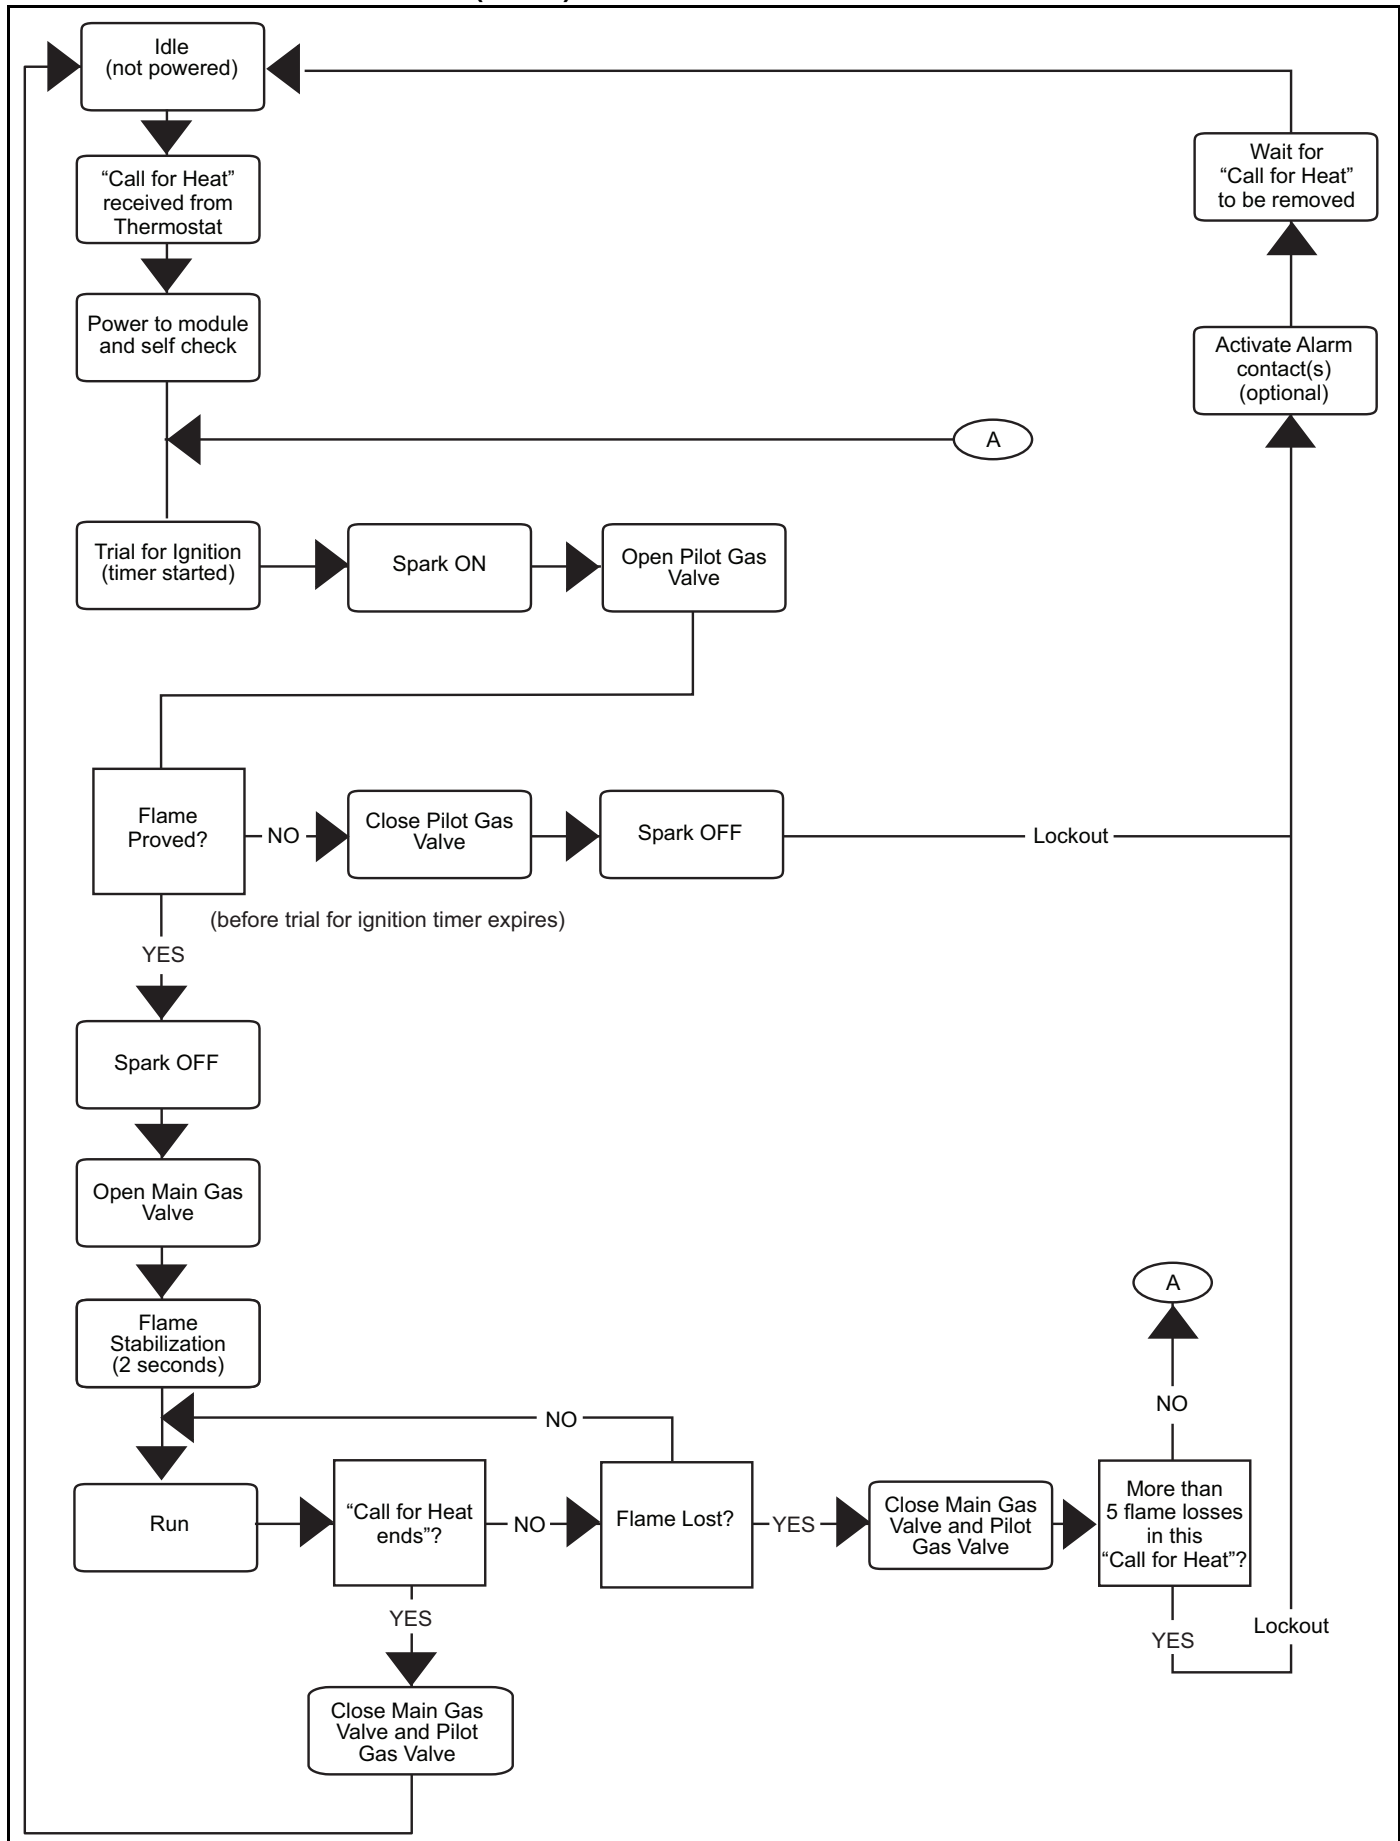 Idle
(not powered)
“Call for Heat”
received from
Thermostat
Wait for
“Call for Heat”
to be removed
Power to module
and self check
Activate Alarm
contact(s)
(optional)
A
Trial for Ignition
(timer started)
Spark ON
Open Pilot Gas
Valve
Flame
Proved?
NO
Close Pilot Gas
Valve
Spark OFF
Lockout
(before trial for ignition timer expires)
YES
Spark OFF
Open Main Gas
Valve
A
Flame
Stabilization
(2 seconds)
NO
NO
Run
“Call for Heat
ends”?
NO
Flame Lost?
YES
Close Main Gas
Valve and Pilot
Gas Valve
More than
5 flame losses
in this
“Call for Heat”?
YES
YES
Lockout
Close Main Gas
Valve and Pilot
Gas Valve